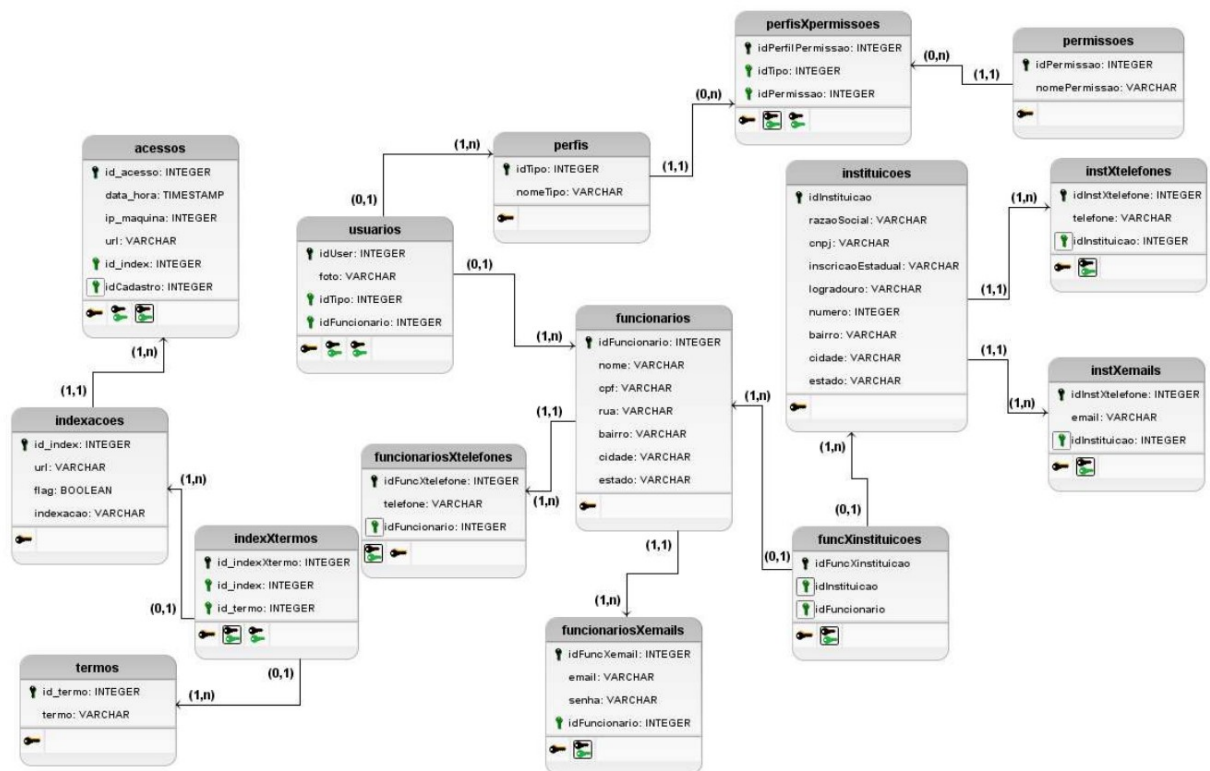 perfisXpermissoes
idPerfilPermissao: INTEGER
idTipo: INTEGER
idPermissao: INTEGER
permissoes
idPermissao: INTEGER
nomePermissao: VARCHAR
(0,n)
(1,1)
(0,n)
(1,1)
perfis
idTipo: INTEGER
nomeTipo: VARCHAR
(1,n)
(0,1)
acessos
id_acesso: INTEGER
data_hora: TIMESTAMP
ip_maquina: INTEGER
url: VARCHAR
id_index: INTEGER
idCadastro: INTEGER
usuarios
idUser: INTEGER
foto: VARCHAR
idTipo: INTEGER
idFuncionario: INTEGER
(0,1)
(1,n)
instituicoes
idInstituicao
razaoSocial: VARCHAR
cnpj: VARCHAR
inscricaoEstadual: VARCHAR
logradouro: VARCHAR
numero: INTEGER
bairro: VARCHAR
cidade: VARCHAR
estado: VARCHAR
instXtelefones
idInstXtelefone: INTEGER
telefone: VARCHAR
idInstituicao: INTEGER
(1,n)
(1,1)
instXemails
idInstXtelefone: INTEGER
email: VARCHAR
idInstituicao: INTEGER
(1,1)
(1,n)
funcionarios
idFuncionario: INTEGER
nome: VARCHAR
cpf: VARCHAR
rua: VARCHAR
bairro: VARCHAR
cidade: VARCHAR
estado: VARCHAR
(1,n)
(1,1)
indexacoes
id_index: INTEGER
url: VARCHAR
flag: BOOLEAN
indexacao: VARCHAR
(1,n)
(0,1)
funcionariosXtelefones
idFuncXtelefone: INTEGER
telefone: VARCHAR
idFuncionario: INTEGER
(1,1)
(1,n)
(1,n)
(0,1)
(1,n)
(0,1)
indexXtermos
id_indexXtermo: INTEGER
id_index: INTEGER
id_termo: INTEGER
funcXinstituicoes
idFuncXinstituicao
idInstituicao
idFuncionario
(1,1)
(1,n)
funcionariosXemails
idFuncXemail: INTEGER
email: VARCHAR
senha: VARCHAR
idFuncionario: INTEGER
termos
id_termo: INTEGER
termo: VARCHAR
(0,1)
(1,n)